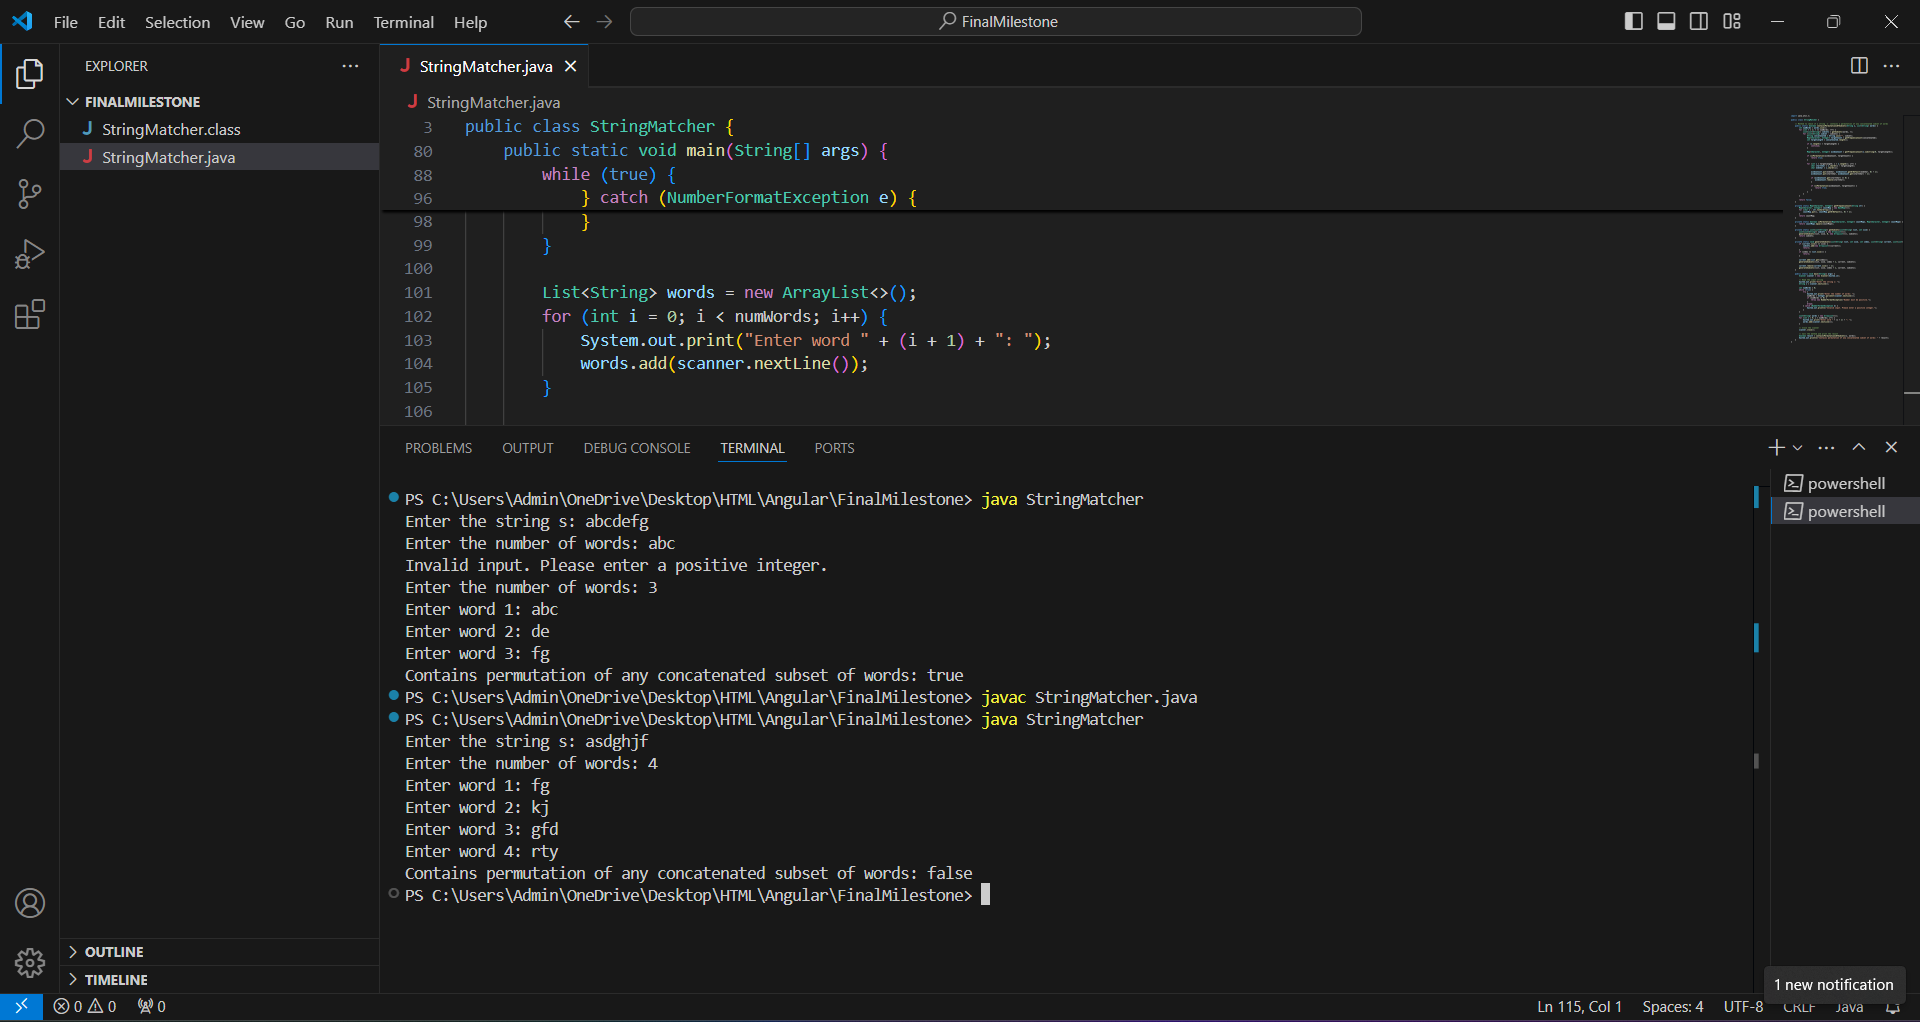 File Edit Selection View Go Run Terminal Help
FinalMilestone
EXPLORER
FINALMILESTONE
J StringMatcher.class
J StringMatcher.java
J StringMatcher.java
J StringMatcher.java
3 public class StringMatcher {
80 public static void main(String[] args) {
88 while (true) {
96 } catch (NumberFormatException e) {
98 }
99 }
100
101 List<String> words = new ArrayList<>();
102 for (int i = 0; i < numWords; i++) {
103 System.out.print("Enter word " + (i + 1) + ": ");
104 words.add(scanner.nextLine());
105 }
106
PROBLEMS OUTPUT DEBUG CONSOLE TERMINAL PORTS
powershell
powershell
PS C:\Users\Admin\OneDrive\Desktop\HTML\Angular\FinalMilestone> java StringMatcher
Enter the string s: abcdefg
Enter the number of words: abc
Invalid input. Please enter a positive integer.
Enter the number of words: 3
Enter word 1: abc
Enter word 2: de
Enter word 3: fg
Contains permutation of any concatenated subset of words: true
PS C:\Users\Admin\OneDrive\Desktop\HTML\Angular\FinalMilestone> javac StringMatcher.java
PS C:\Users\Admin\OneDrive\Desktop\HTML\Angular\FinalMilestone> java StringMatcher
Enter the string s: asdghjf
Enter the number of words: 4
Enter word 1: fg
Enter word 2: kj
Enter word 3: gfd
Enter word 4: rty
Contains permutation of any concatenated subset of words: false
PS C:\Users\Admin\OneDrive\Desktop\HTML\Angular\FinalMilestone>
OUTLINE
TIMELINE
1 new notification
0 0 0
Ln 115, Col 1 Spaces: 4 UTF-8 CRLF Java